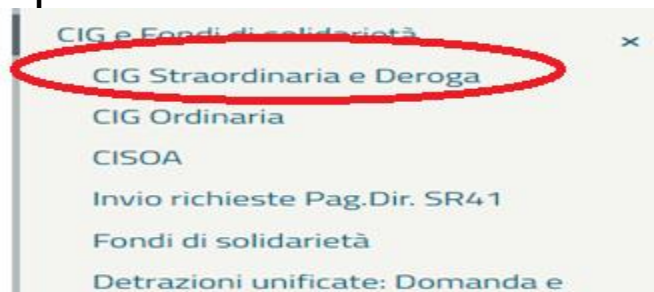 CIG e Fondi di solidarietà ×
CIG Straordinaria e Deroga
CIG Ordinaria
CISOA
Invio richieste Pag.Dir. SR41
Fondi di solidarietà
Detrazioni unificate: Domanda e